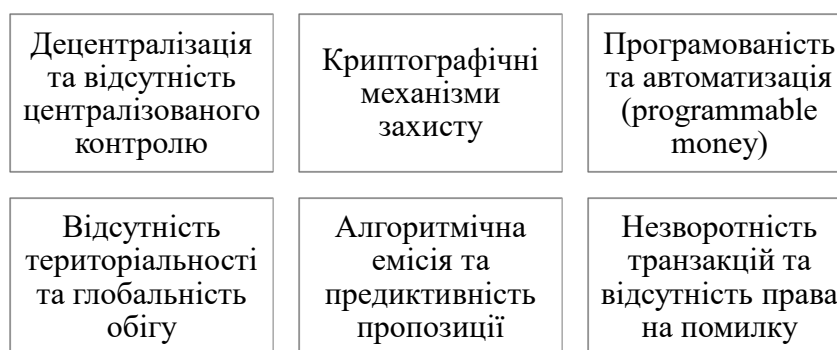 Децентралізація
та відсутність
централізованого
контролю
Криптографічні
механізми
захисту
Програмованість
та автоматизація
(programmable
money)
Відсутність
територіальності
та глобальність
обігу
Алгоритмічна
емісія та
предиктивність
пропозиції
Незворотність
транзакцій та
відсутність права
на помилку